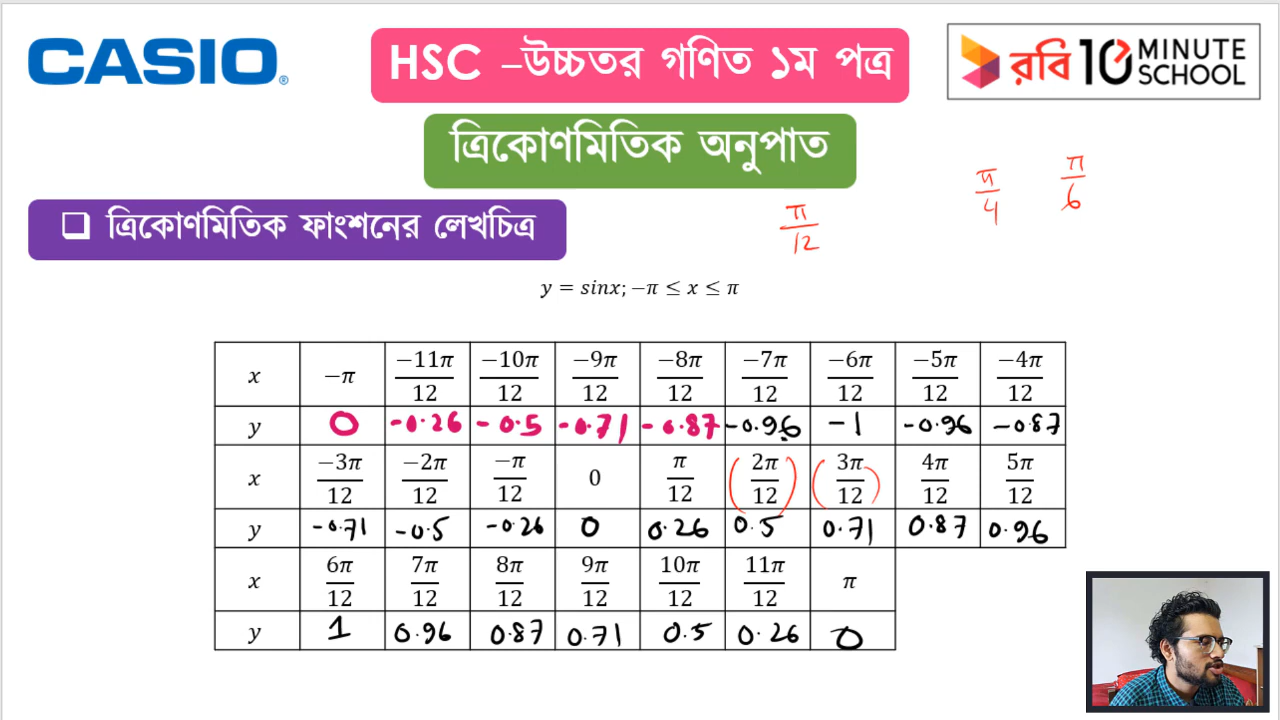 CASIO®
HSC –উচ্চতর গণিত ১ম পত্র
রবি 10 MINUTE SCHOOL
ত্রিকোণমিতিক অনুপাত
π/4 π/6
❑ ত্রিকোণমিতিক ফাংশনের লেখচিত্র
π/12
y = sinx; −π ≤ x ≤ π
x −π −11π/12 −10π/12 −9π/12 −8π/12 −7π/12 −6π/12 −5π/12 −4π/12
y 0 -0.26 -0.5 -0.71 -0.87 -0.96 -1 -0.96 -0.87
x −3π/12 −2π/12 −π/12 0 π/12 (2π/12) (3π/12) 4π/12 5π/12
y -0.71 -0.5 -0.26 0 0.26 0.5 0.71 0.87 0.96
x 6π/12 7π/12 8π/12 9π/12 10π/12 11π/12 π
y 1 0.96 0.87 0.71 0.5 0.26 0